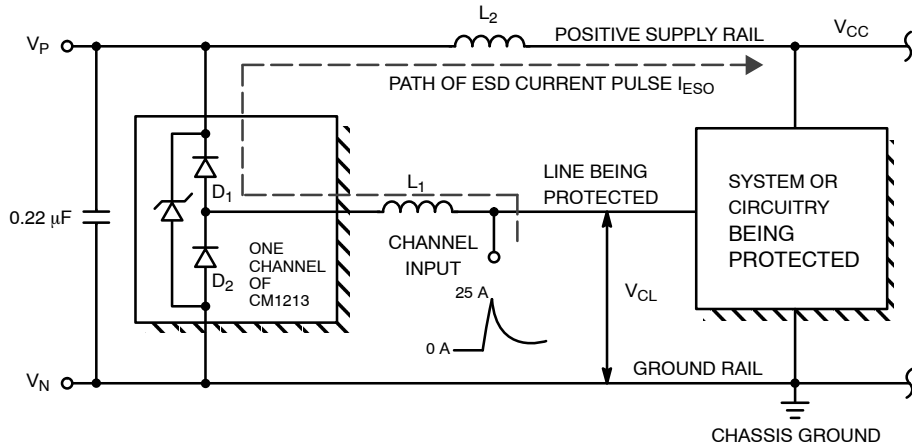 L2
VP
POSITIVE SUPPLY RAIL
VCC
PATH OF ESD CURRENT PULSE IESO
L1
LINE BEING
PROTECTED
SYSTEM OR
CIRCUITRY
BEING
PROTECTED
D1
0.22 μF
ONE
CHANNEL
OF
CM1213
D2
CHANNEL
INPUT
25 A
0 A
VCL
GROUND RAIL
VN
CHASSIS GROUND